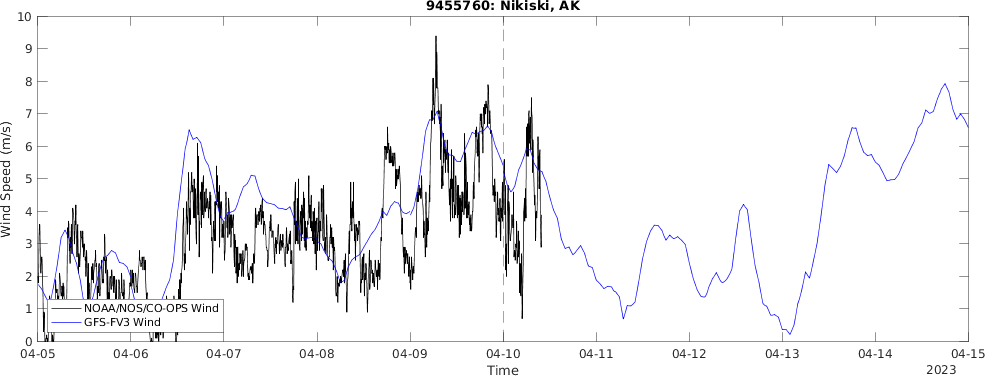 9455760: Nikiski, AK
10
9
8
7
6
5
4
3
2
1
0
Wind Speed (m/s)
NOAA/NOS/CO-OPS Wind
GFS-FV3 Wind
04-05 04-06 04-07 04-08 04-09 04-10 04-11 04-12 04-13 04-14 04-15
Time
2023